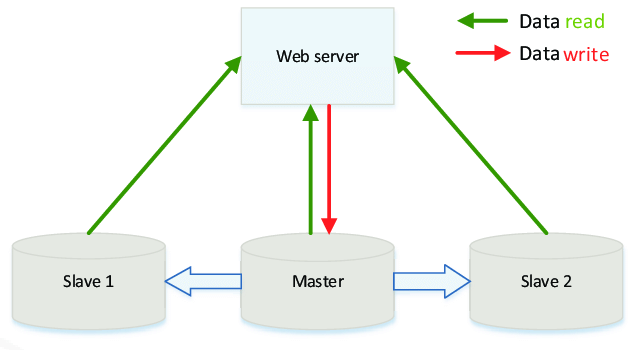 Data read
Data write
Web server
Slave 1
Master
Slave 2